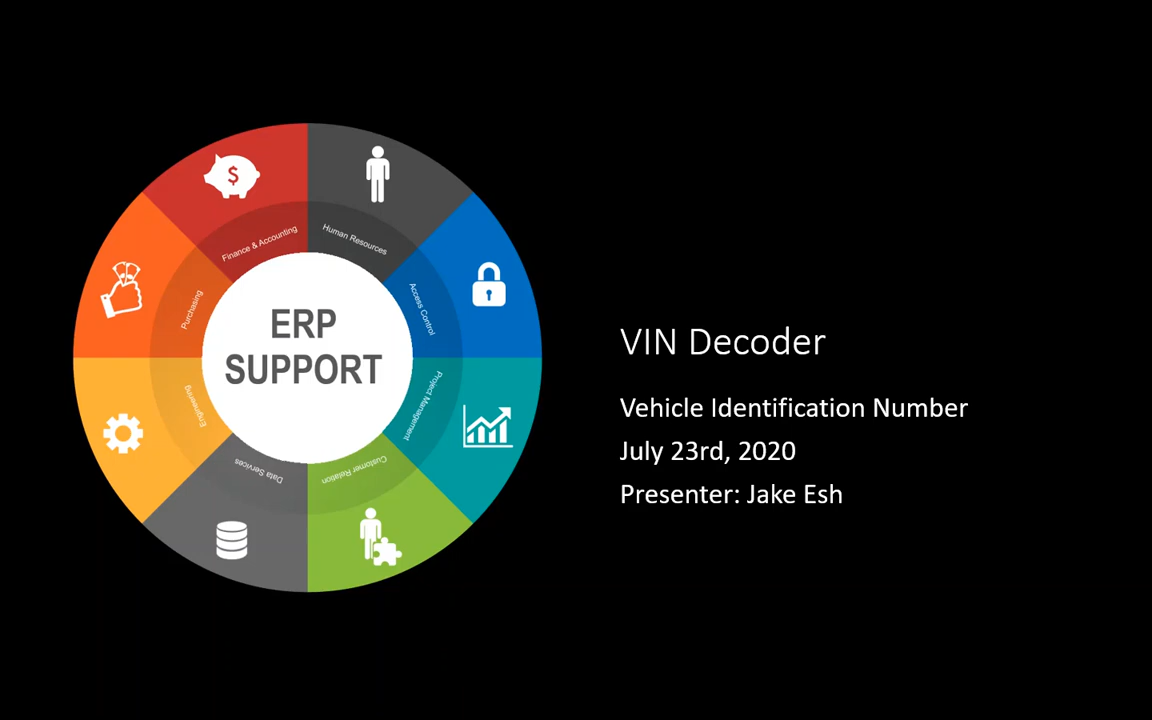 Finance & Accounting
Human Resources
Purchasing
Access Control
ERP
SUPPORT
Engineering
Project Management
Data Services
Customer Relation
$
VIN Decoder
Vehicle Identification Number
July 23rd, 2020
Presenter: Jake Esh